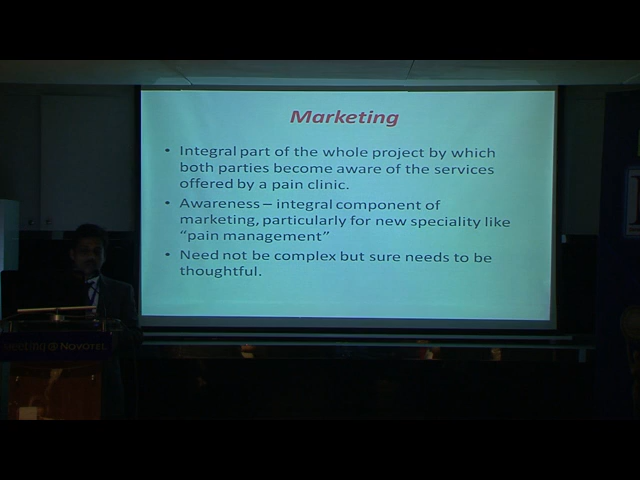 Marketing
• Integral part of the whole project by which
both parties become aware of the services
offered by a pain clinic.
• Awareness – integral component of
marketing, particularly for new speciality like
“pain management”
• Need not be complex but sure needs to be
thoughtful.
meeting @ NOVOTEL